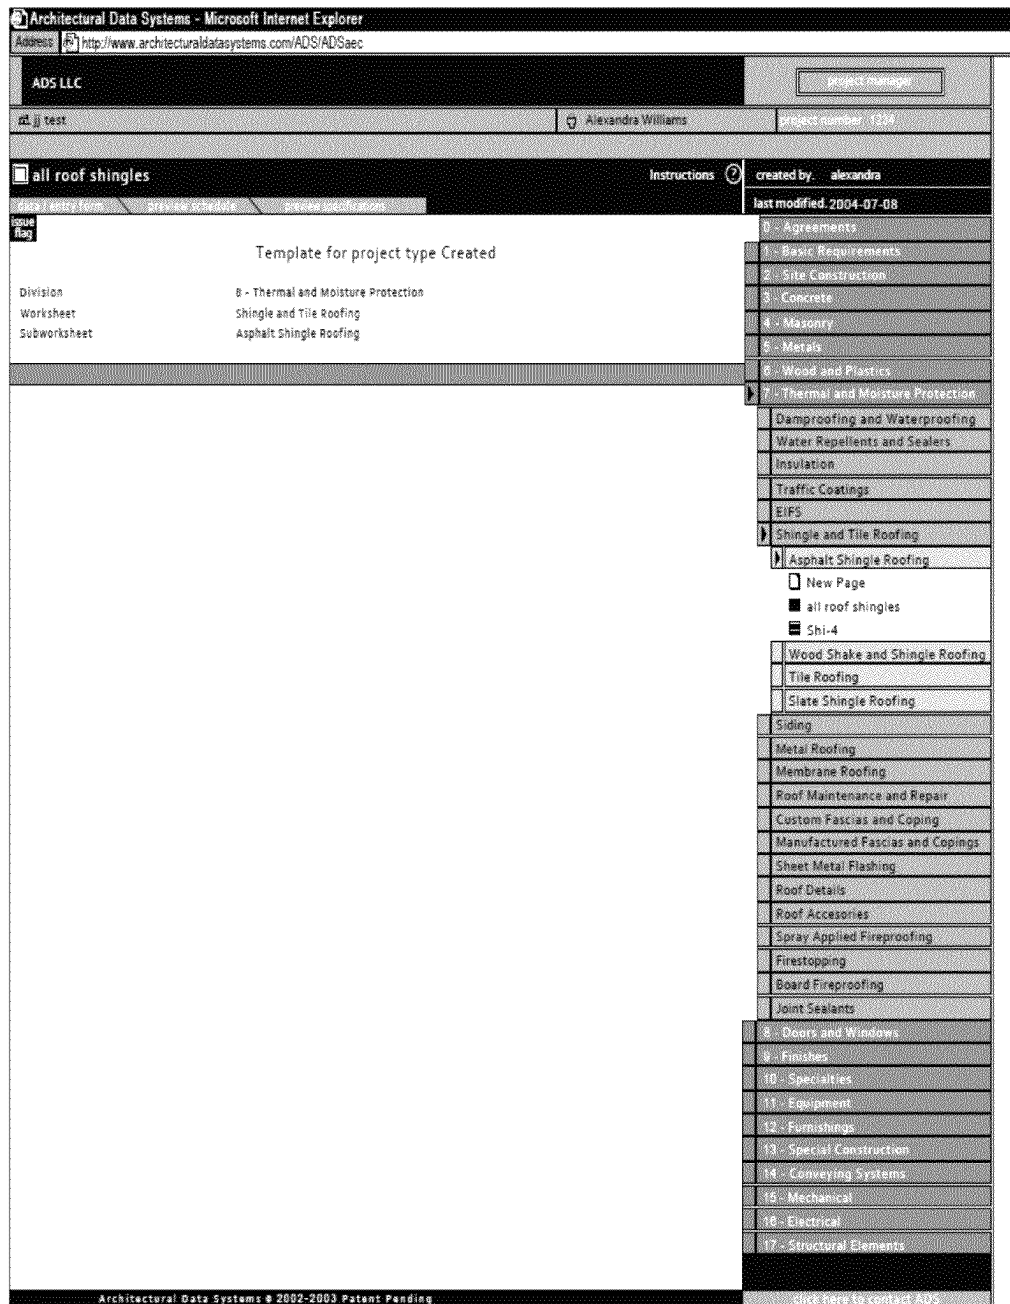 Architectural Data Systems - Microsoft Internet Explorer
Address http://www.architecturaldatasystems.com/ADS/ADSaec
ADS LLC
project manager
jj test
Alexandra Williams
project number 1234
all roof shingles
Instructions ?
created by. alexandra
data / entry form
preview schedule
preview specifications
last modified. 2004-07-08
issue
flag
Template for project type Created
Division 8 - Thermal and Moisture Protection
Worksheet Shingle and Tile Roofing
Subworksheet Asphalt Shingle Roofing
0 - Agreements
1 - Basic Requirements
2 - Site Construction
3 - Concrete
4 - Masonry
5 - Metals
6 - Wood and Plastics
7 - Thermal and Moisture Protection
Damproofing and Waterproofing
Water Repellents and Sealers
Insulation
Traffic Coatings
EIFS
Shingle and Tile Roofing
Asphalt Shingle Roofing
New Page
all roof shingles
Shi-4
Wood Shake and Shingle Roofing
Tile Roofing
Slate Shingle Roofing
Siding
Metal Roofing
Membrane Roofing
Roof Maintenance and Repair
Custom Fascias and Coping
Manufactured Fascias and Copings
Sheet Metal Flashing
Roof Details
Roof Accesories
Spray Applied Fireproofing
Firestopping
Board Fireproofing
Joint Sealants
8 - Doors and Windows
9 - Finishes
10 - Specialties
11 - Equipment
12 - Furnishings
13 - Special Construction
14 - Conveying Systems
15 - Mechanical
16 - Electrical
17 - Structural Elements
Architectural Data Systems © 2002-2003 Patent Pending
click here to contact ADS